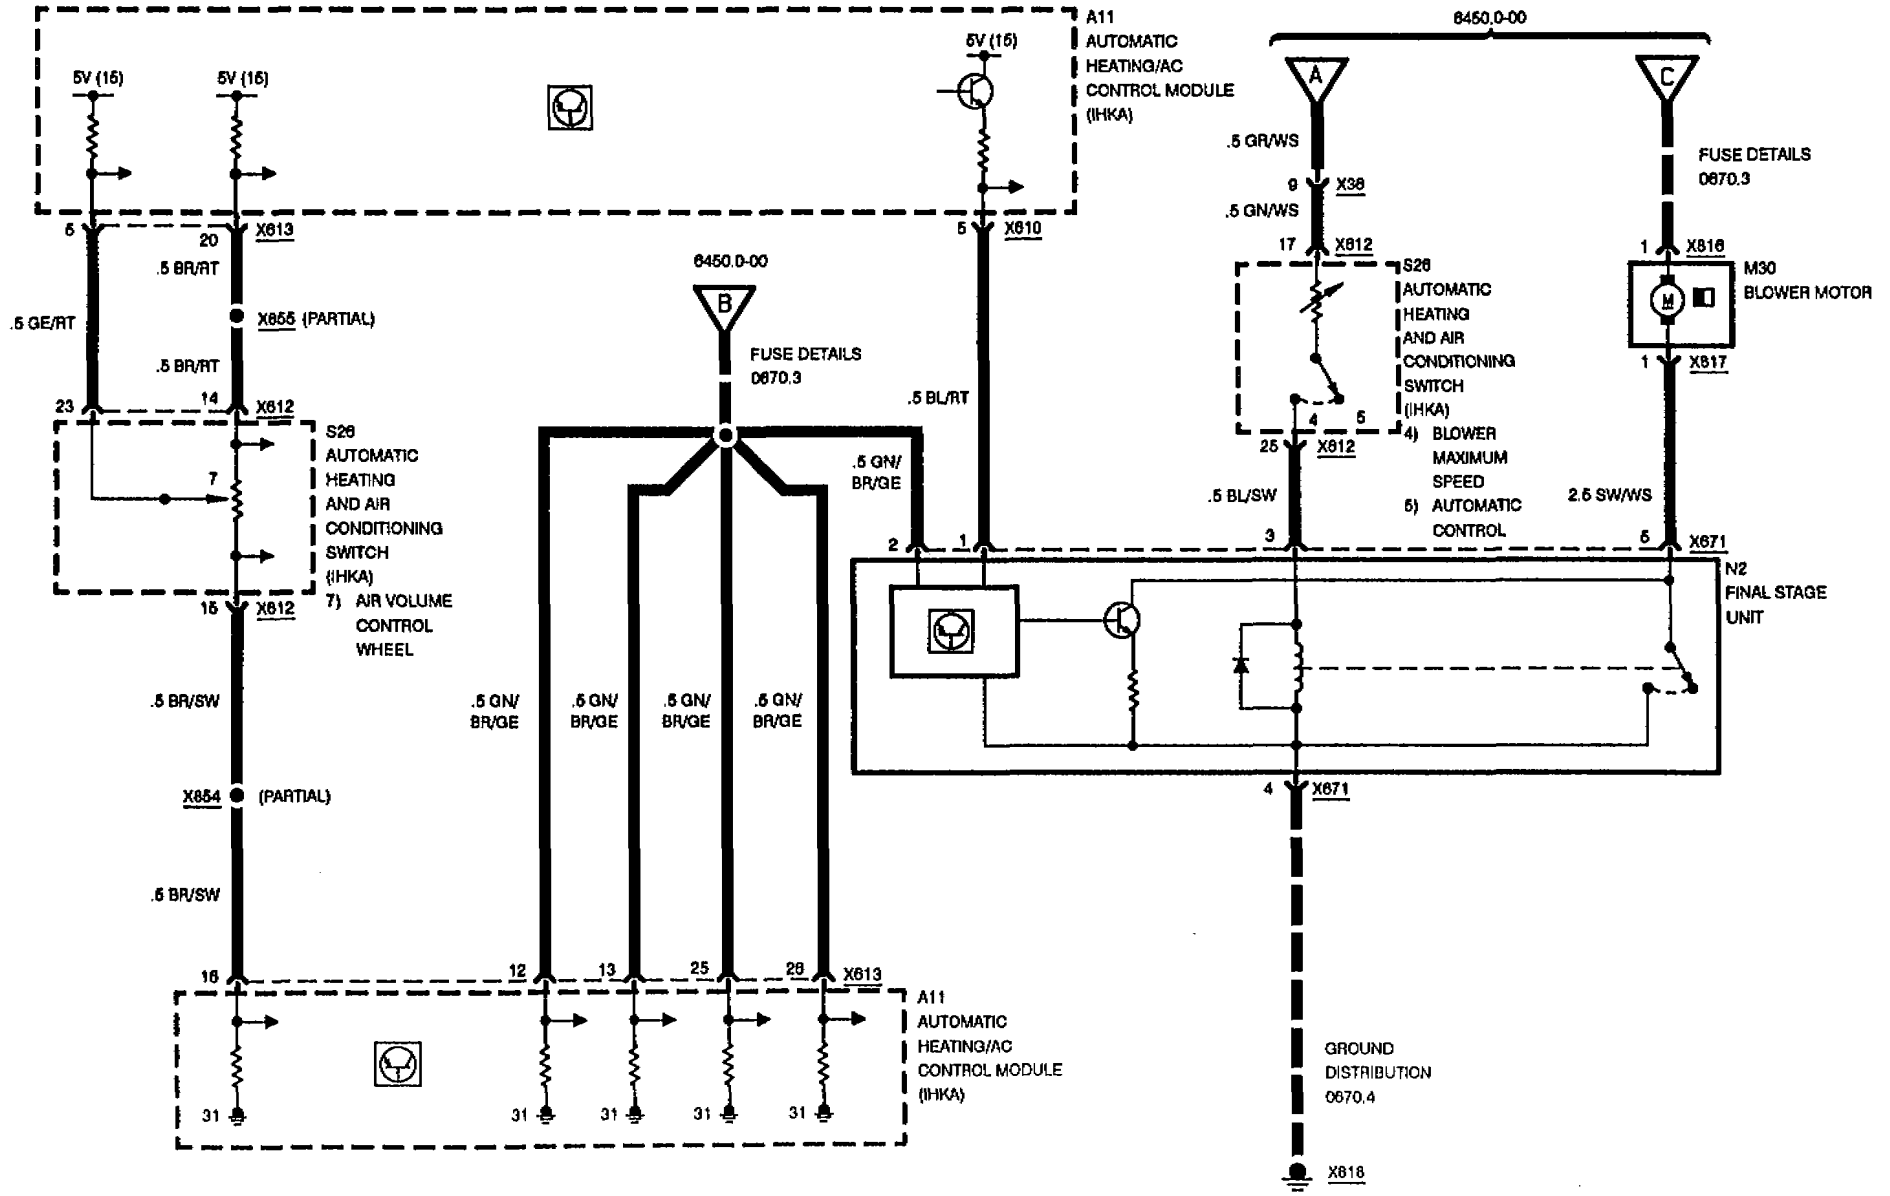 A11
AUTOMATIC
HEATING/AC
CONTROL MODULE
(IHKA)
5V (15)
5V (15)
5V (15)
6450.0-00
A
C
.5 GR/WS
FUSE DETAILS
0670.3
9
X36
.5 GN/WS
6
20
X613
5
X610
17
X612
1
X816
.5 BR/RT
6450.0-00
B
S26
AUTOMATIC
HEATING
AND AIR
CONDITIONING
SWITCH
(IHKA)
4) BLOWER
MAXIMUM
SPEED
5) AUTOMATIC
CONTROL
M30
BLOWER MOTOR
M
.5 GE/RT
X655 (PARTIAL)
FUSE DETAILS
0670.3
.5 BR/RT
1
X617
.5 BL/RT
23
14
X612
4
5
25
X612
S26
AUTOMATIC
HEATING
AND AIR
CONDITIONING
SWITCH
(IHKA)
7) AIR VOLUME
CONTROL
WHEEL
7
.5 GN/
BR/GE
.5 BL/SW
2.5 SW/WS
2
1
3
5
X671
N2
FINAL STAGE
UNIT
15
X612
.5 BR/SW
.5 GN/
BR/GE
.5 GN/
BR/GE
.5 GN/
BR/GE
.5 GN/
BR/GE
X654
(PARTIAL)
4
X671
.5 BR/SW
16
12
13
25
26
X613
A11
AUTOMATIC
HEATING/AC
CONTROL MODULE
(IHKA)
31
31
31
31
31
GROUND
DISTRIBUTION
0670.4
X616